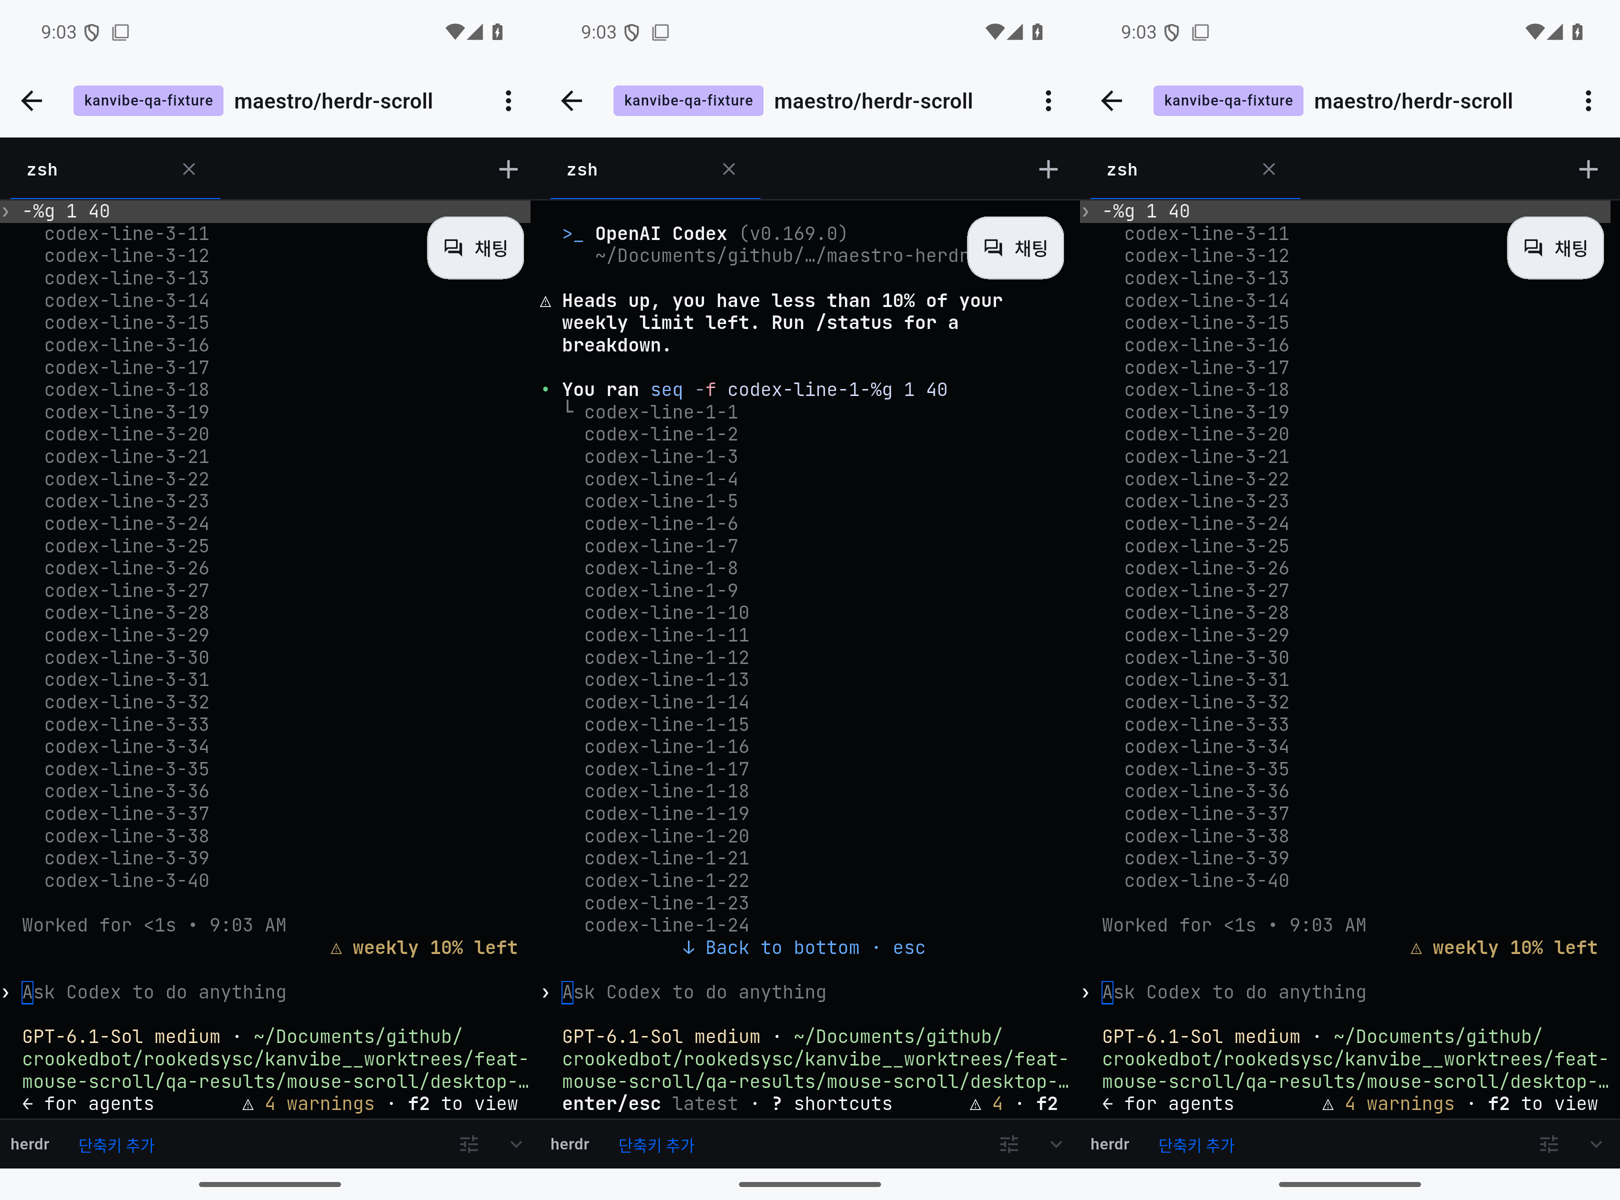 9:03
kanvibe-qa-fixture maestro/herdr-scroll
zsh
› -%g 1 40
codex-line-3-11
채팅
codex-line-3-12
codex-line-3-13
codex-line-3-14
codex-line-3-15
codex-line-3-16
codex-line-3-17
codex-line-3-18
codex-line-3-19
codex-line-3-20
codex-line-3-21
codex-line-3-22
codex-line-3-23
codex-line-3-24
codex-line-3-25
codex-line-3-26
codex-line-3-27
codex-line-3-28
codex-line-3-29
codex-line-3-30
codex-line-3-31
codex-line-3-32
codex-line-3-33
codex-line-3-34
codex-line-3-35
codex-line-3-36
codex-line-3-37
codex-line-3-38
codex-line-3-39
codex-line-3-40
Worked for <1s • 9:03 AM
⚠ weekly 10% left
› Ask Codex to do anything
GPT-6.1-Sol medium · ~/Documents/github/
crookedbot/rookedsysc/kanvibe__worktrees/feat-
mouse-scroll/qa-results/mouse-scroll/desktop-…
← for agents ⚠ 4 warnings · f2 to view
herdr 단축키 추가
9:03
kanvibe-qa-fixture maestro/herdr-scroll
zsh
>_ OpenAI Codex (v0.169.0)
~/Documents/github/…/maestro-herdr
채팅
⚠ Heads up, you have less than 10% of your
weekly limit left. Run /status for a
breakdown.
• You ran seq -f codex-line-1-%g 1 40
└ codex-line-1-1
codex-line-1-2
codex-line-1-3
codex-line-1-4
codex-line-1-5
codex-line-1-6
codex-line-1-7
codex-line-1-8
codex-line-1-9
codex-line-1-10
codex-line-1-11
codex-line-1-12
codex-line-1-13
codex-line-1-14
codex-line-1-15
codex-line-1-16
codex-line-1-17
codex-line-1-18
codex-line-1-19
codex-line-1-20
codex-line-1-21
codex-line-1-22
codex-line-1-23
codex-line-1-24
↓ Back to bottom · esc
› Ask Codex to do anything
GPT-6.1-Sol medium · ~/Documents/github/
crookedbot/rookedsysc/kanvibe__worktrees/feat-
mouse-scroll/qa-results/mouse-scroll/desktop-…
enter/esc latest · ? shortcuts ⚠ 4 · f2
herdr 단축키 추가
9:03
kanvibe-qa-fixture maestro/herdr-scroll
zsh
› -%g 1 40
codex-line-3-11
채팅
codex-line-3-12
codex-line-3-13
codex-line-3-14
codex-line-3-15
codex-line-3-16
codex-line-3-17
codex-line-3-18
codex-line-3-19
codex-line-3-20
codex-line-3-21
codex-line-3-22
codex-line-3-23
codex-line-3-24
codex-line-3-25
codex-line-3-26
codex-line-3-27
codex-line-3-28
codex-line-3-29
codex-line-3-30
codex-line-3-31
codex-line-3-32
codex-line-3-33
codex-line-3-34
codex-line-3-35
codex-line-3-36
codex-line-3-37
codex-line-3-38
codex-line-3-39
codex-line-3-40
Worked for <1s • 9:03 AM
⚠ weekly 10% left
› Ask Codex to do anything
GPT-6.1-Sol medium · ~/Documents/github/
crookedbot/rookedsysc/kanvibe__worktrees/feat-
mouse-scroll/qa-results/mouse-scroll/desktop-…
← for agents ⚠ 4 warnings · f2 to view
herdr 단축키 추가